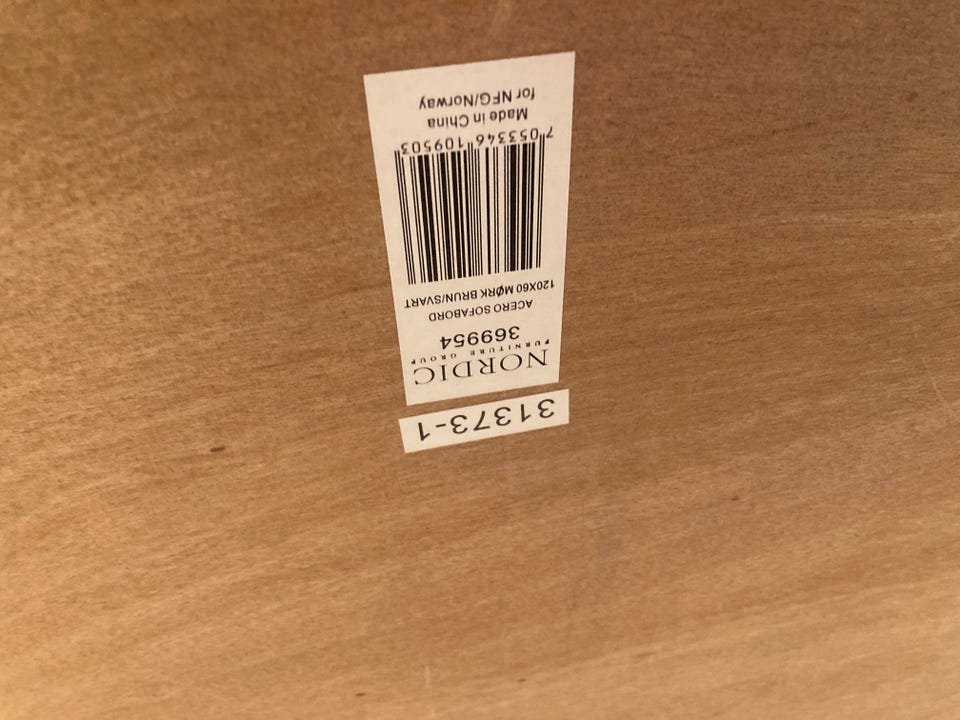 31373-1
NORDIC
FURNITURE GROUP
369954
ACERO SOFABORD
120X60 MØRK BRUN/SVART
7 053346 109503
Made in China
for NFG/Norway